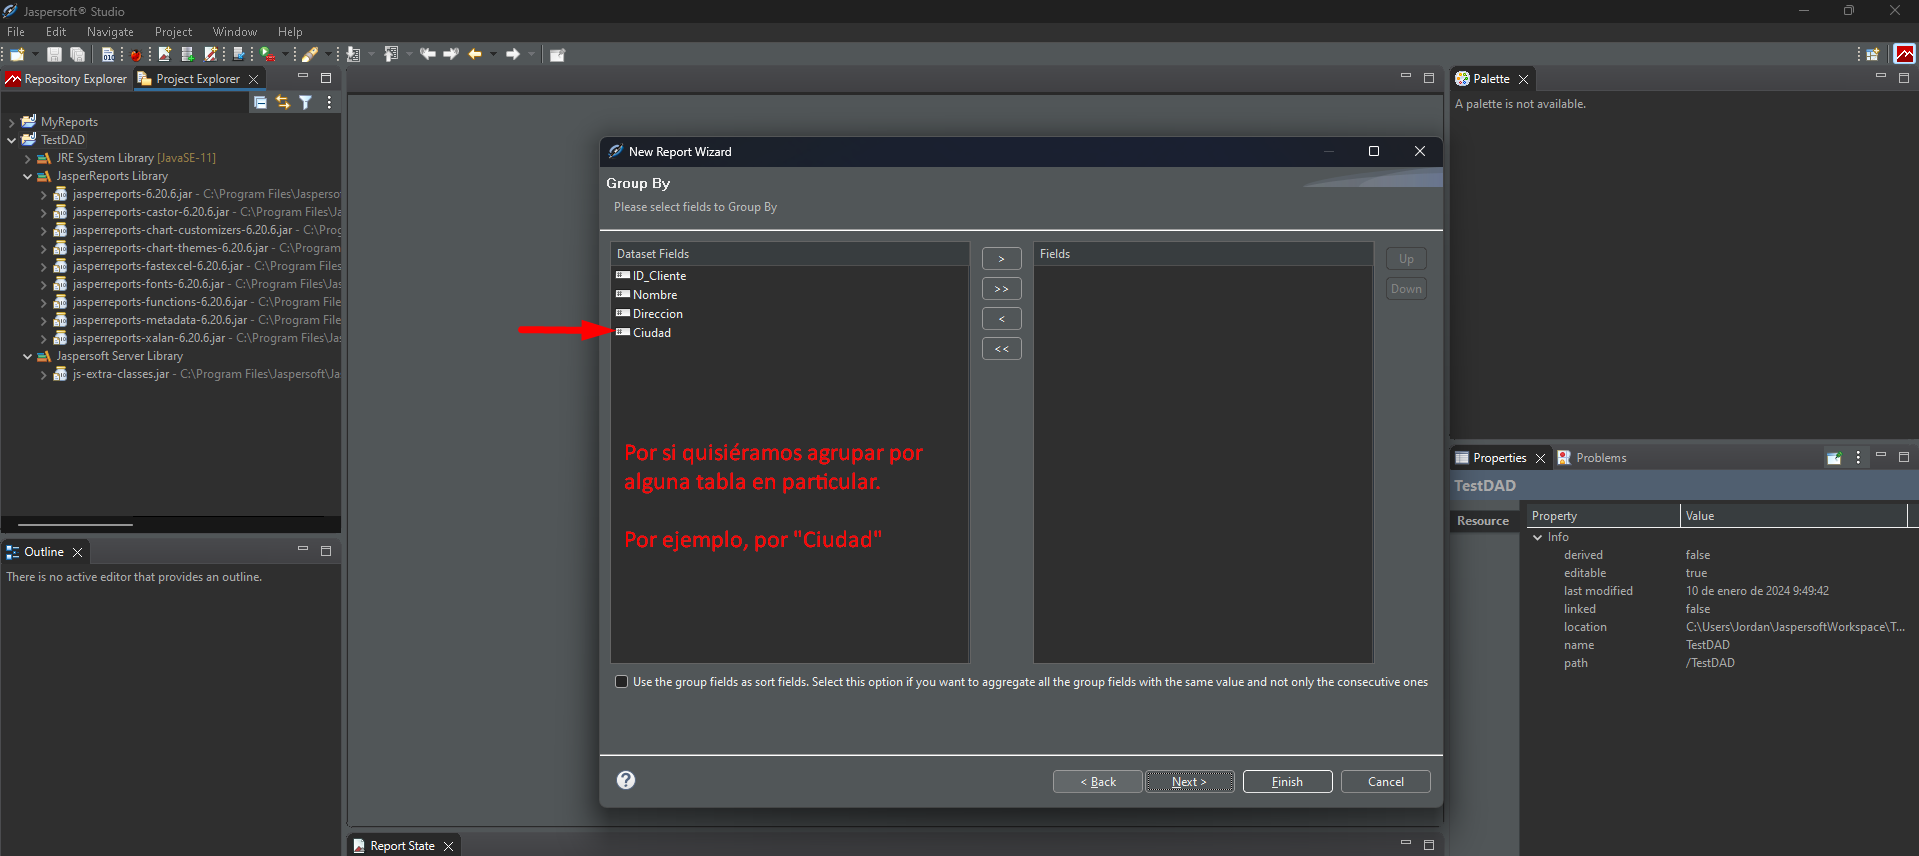 Jaspersoft® Studio
File Edit Navigate Project Window Help
Repository Explorer Project Explorer
MyReports
TestDAD
JRE System Library [JavaSE-11]
JasperReports Library
jasperreports-6.20.6.jar - C:\Program Files\Jasperso
jasperreports-castor-6.20.6.jar - C:\Program Files\Ja
jasperreports-chart-customizers-6.20.6.jar - C:\Prog
jasperreports-chart-themes-6.20.6.jar - C:\Program
jasperreports-fastexcel-6.20.6.jar - C:\Program Files
jasperreports-fonts-6.20.6.jar - C:\Program Files\Jas
jasperreports-functions-6.20.6.jar - C:\Program File
jasperreports-metadata-6.20.6.jar - C:\Program File
jasperreports-xalan-6.20.6.jar - C:\Program Files\Jas
Jaspersoft Server Library
js-extra-classes.jar - C:\Program Files\Jaspersoft\Ja
Outline
There is no active editor that provides an outline.
New Report Wizard
Group By
Please select fields to Group By
Dataset Fields
ID_Cliente
Nombre
Direccion
Ciudad
>
>>
<
<<
Fields
Up
Down
Por si quisiéramos agrupar por
alguna tabla en particular.
Por ejemplo, por "Ciudad"
Use the group fields as sort fields. Select this option if you want to aggregate all the group fields with the same value and not only the consecutive ones
?
< Back Next > Finish Cancel
Report State
Palette
A palette is not available.
Properties Problems
TestDAD
Resource
Property Value
Info
derived false
editable true
last modified 10 de enero de 2024 9:49:42
linked false
location C:\Users\Jordan\JaspersoftWorkspace\T...
name TestDAD
path /TestDAD